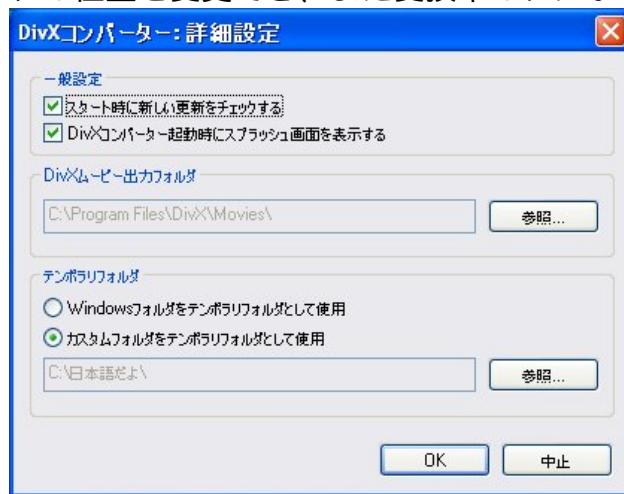 DivXコンバーター: 詳細設定
一般設定
スタート時に新しい更新をチェックする
DivXコンバーター起動時にスプラッシュ画面を表示する
DivXムービー出力フォルダ
C:\Program Files\DivX\Movies\
参照...
テンポラリフォルダ
Windowsフォルダをテンポラリフォルダとして使用
カスタムフォルダをテンポラリフォルダとして使用
C:\日本語だよ\
参照...
OK 中止